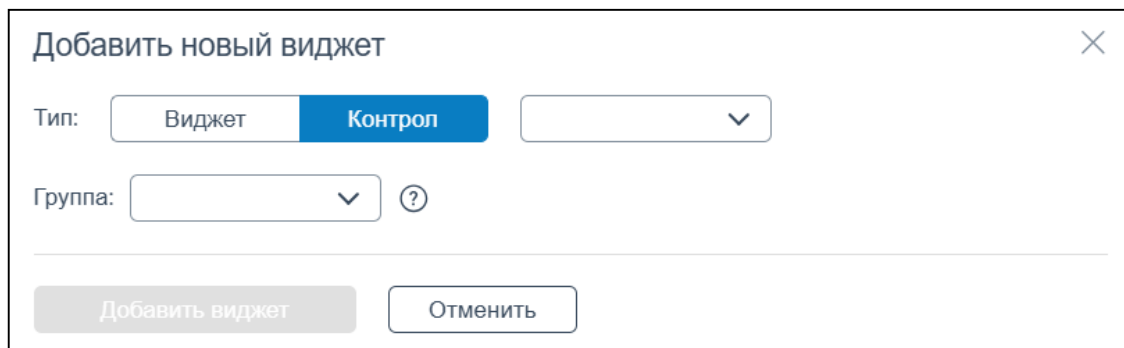 Добавить новый виджет
Тип: Виджет Контрол
Группа: ?
Добавить виджет Отменить